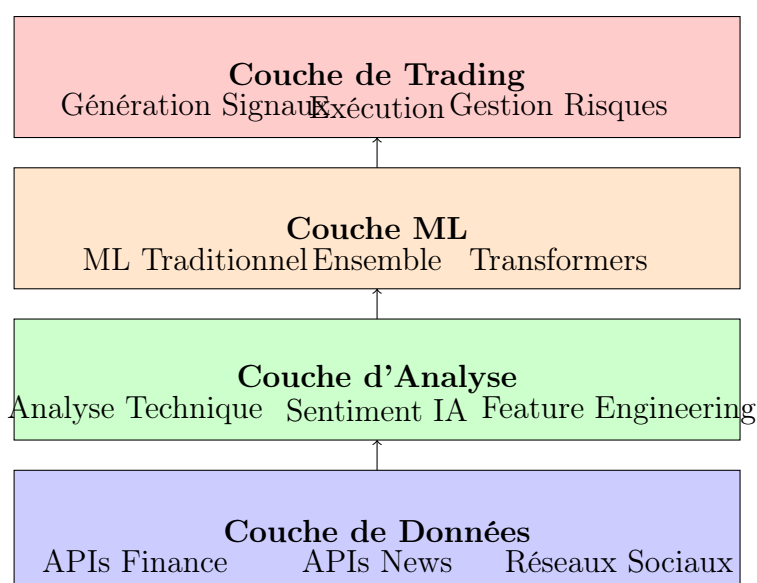 Couche de Trading
Génération Signaux Exécution Gestion Risques
Couche ML
ML Traditionnel Ensemble Transformers
Couche d'Analyse
Analyse Technique Sentiment IA Feature Engineering
Couche de Données
APIs Finance APIs News Réseaux Sociaux